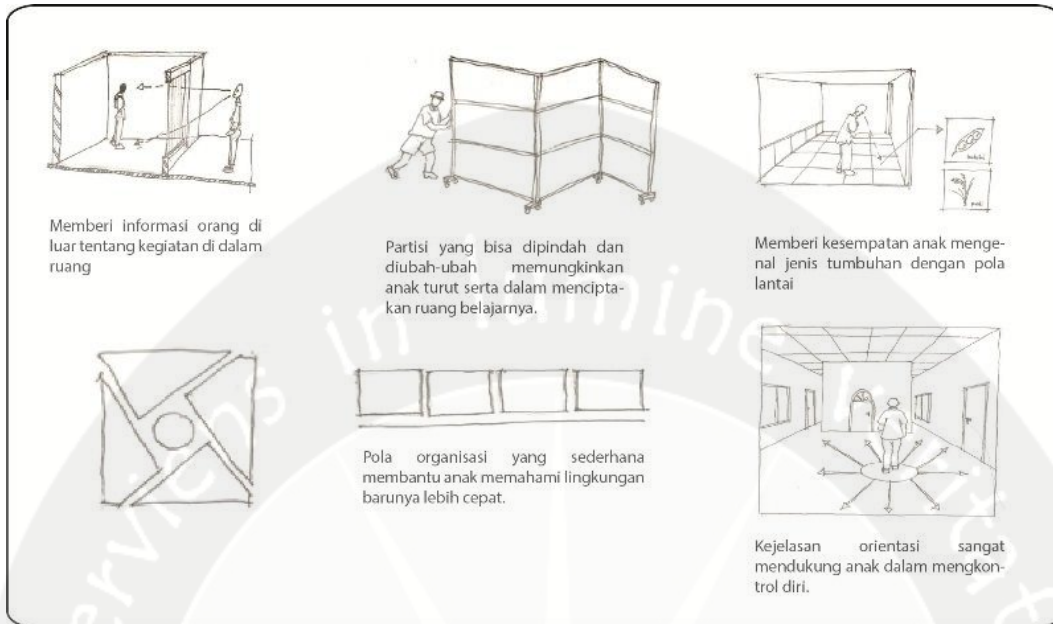 Memberi informasi orang di
luar tentang kegiatan di dalam
ruang
Partisi yang bisa dipindah dan
diubah-ubah memungkinkan
anak turut serta dalam mencipta-
kan ruang belajarnya.
Memberi kesempatan anak menge-
nal jenis tumbuhan dengan pola
lantai
Pola organisasi yang sederhana
membantu anak memahami lingkungan
barunya lebih cepat.
Kejelasan orientasi sangat
mendukung anak dalam mengkon-
trol diri.
in lumine